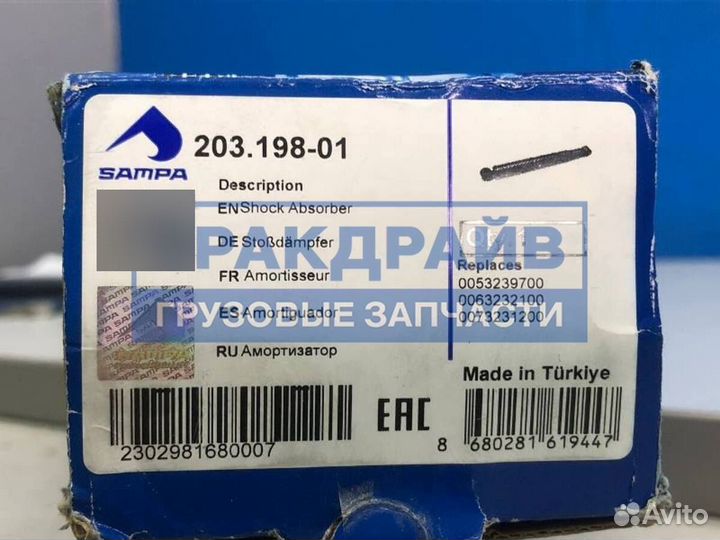 SAMPA
203.198-01
Description
EN Shock Absorber
DE Stoßdämpfer
FR Amortisseur
ES Amortiguador
RU Амортизатор
Replaces
0053239700
0063232100
0073231200
РАКДРАЙВ
ГРУЗОВЫЕ ЗАПЧАСТИ
Made in Türkiye
EAC
2302981680007
8 680281 619447
Avito